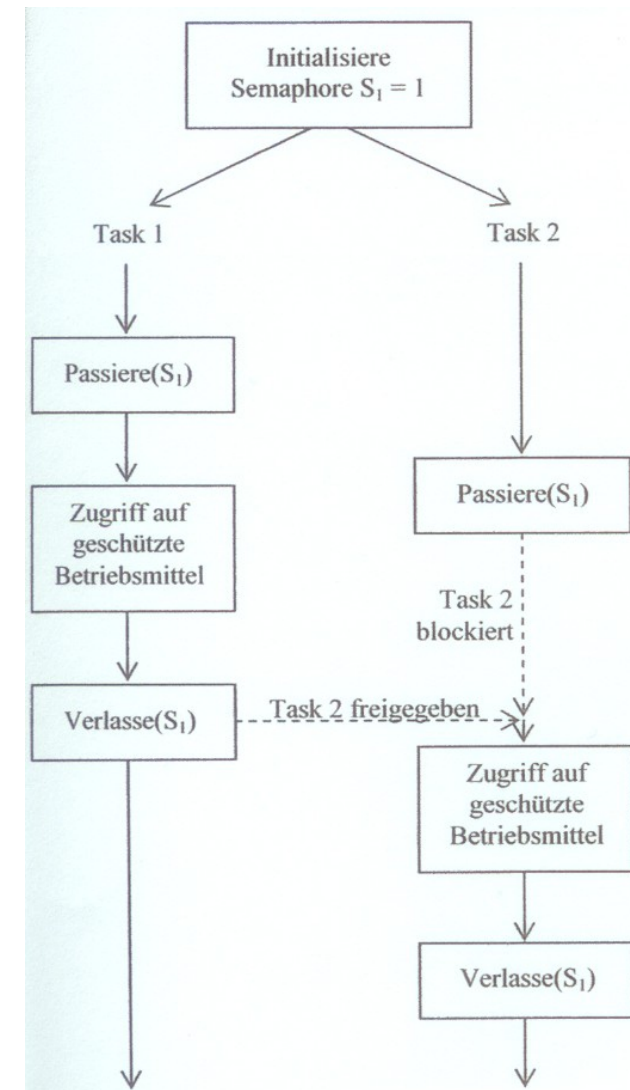 Initialisiere
Semaphore S₁ = 1
Task 1
Task 2
Passiere(S₁)
Zugriff auf
geschützte
Betriebsmittel
Verlasse(S₁)
Passiere(S₁)
Task 2
blockiert
Task 2 freigegeben
Zugriff auf
geschützte
Betriebsmittel
Verlasse(S₁)